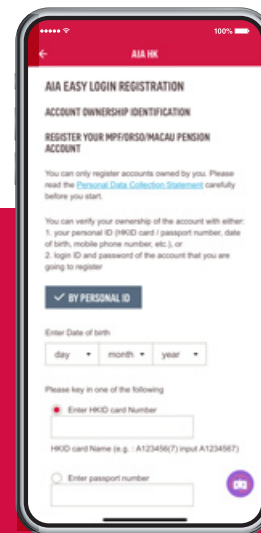 100%
AIA HK
AIA EASY LOGIN REGISTRATION
ACCOUNT OWNERSHIP IDENTIFICATION
REGISTER YOUR MPF/ORSO/MACAU PENSION
ACCOUNT
You can only register accounts owned by you. Please
read the Personal Data Collection Statement carefully
before you start.
You can verify your ownership of the account with either:
1. your personal ID (HKID card / passport number, date
of birth, mobile phone number, etc.), or
2. login ID and password of the account that you are
going to register
BY PERSONAL ID
Enter Date of birth
day month year
Please key in one of the following
Enter HKID card Number
HKID card Name (e.g. : A123456(7) input A1234567)
Enter passport number